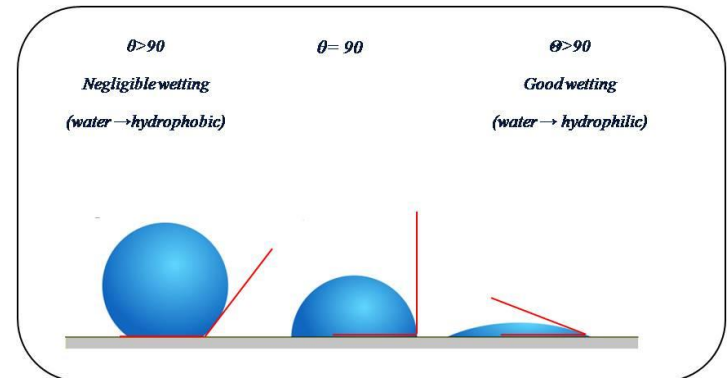 θ>90
Negligible wetting
(water →hydrophobic)
θ= 90
Θ>90
Good wetting
(water → hydrophilic)